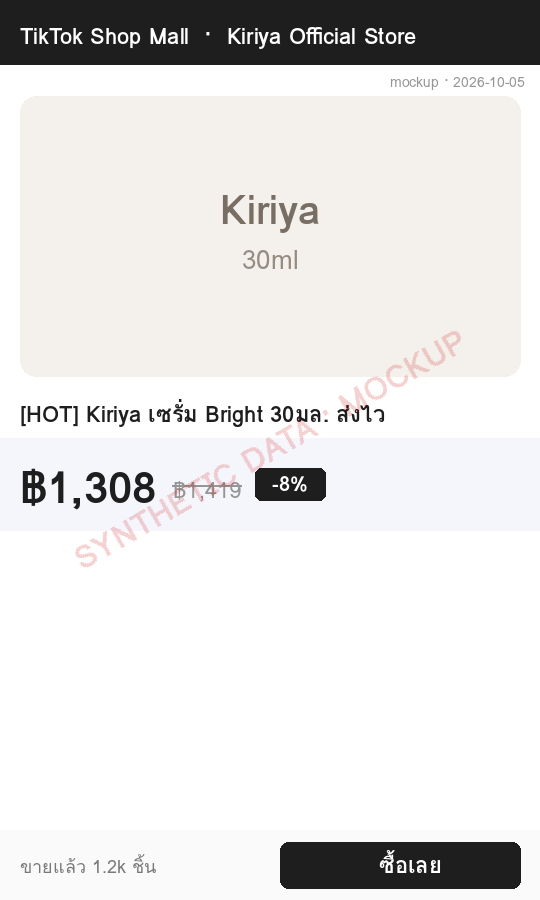 TikTok Shop Mall · Kiriya Official Store
mockup · 2026-10-05
Kiriya
30ml
[HOT] Kiriya เซรั่ม Bright 30มล. ส่งไว
฿1,308 ฿1,419 -8%
SYNTHETIC DATA · MOCKUP
ขายแล้ว 1.2k ชิ้น ซื้อเลย